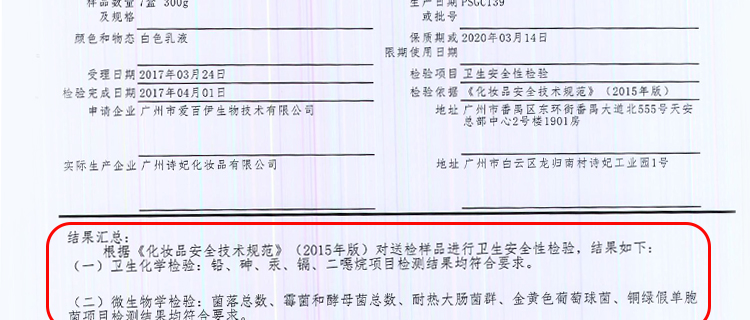 样品数量 7盒 300g
及规格
生产日期 PSGC139
或批号
颜色和物态 白色乳液
保质期或 2020年03月14日
限期使用日期
受理日期 2017年03月24日
检验项目 卫生安全性检验
检验完成日期 2017年04月01日
检验依据 《化妆品安全技术规范》（2015年版）
申请企业 广州市爱百伊生物技术有限公司
地址 广州市番禺区东环街番禺大道北555号天安
总部中心2号楼1901房
实际生产企业 广州诗妃化妆品有限公司
地址 广州市白云区龙归南村诗妃工业园1号
结果汇总：
根据《化妆品安全技术规范》（2015年版）对送检样品进行卫生安全性检验，结果如下：
（一）卫生化学检验：铅、砷、汞、镉、二噁烷项目检测结果均符合要求。
（二）微生物学检验：菌落总数、霉菌和酵母菌总数、耐热大肠菌群、金黄色葡萄球菌、铜绿假单胞
菌项目检测结果均符合要求。